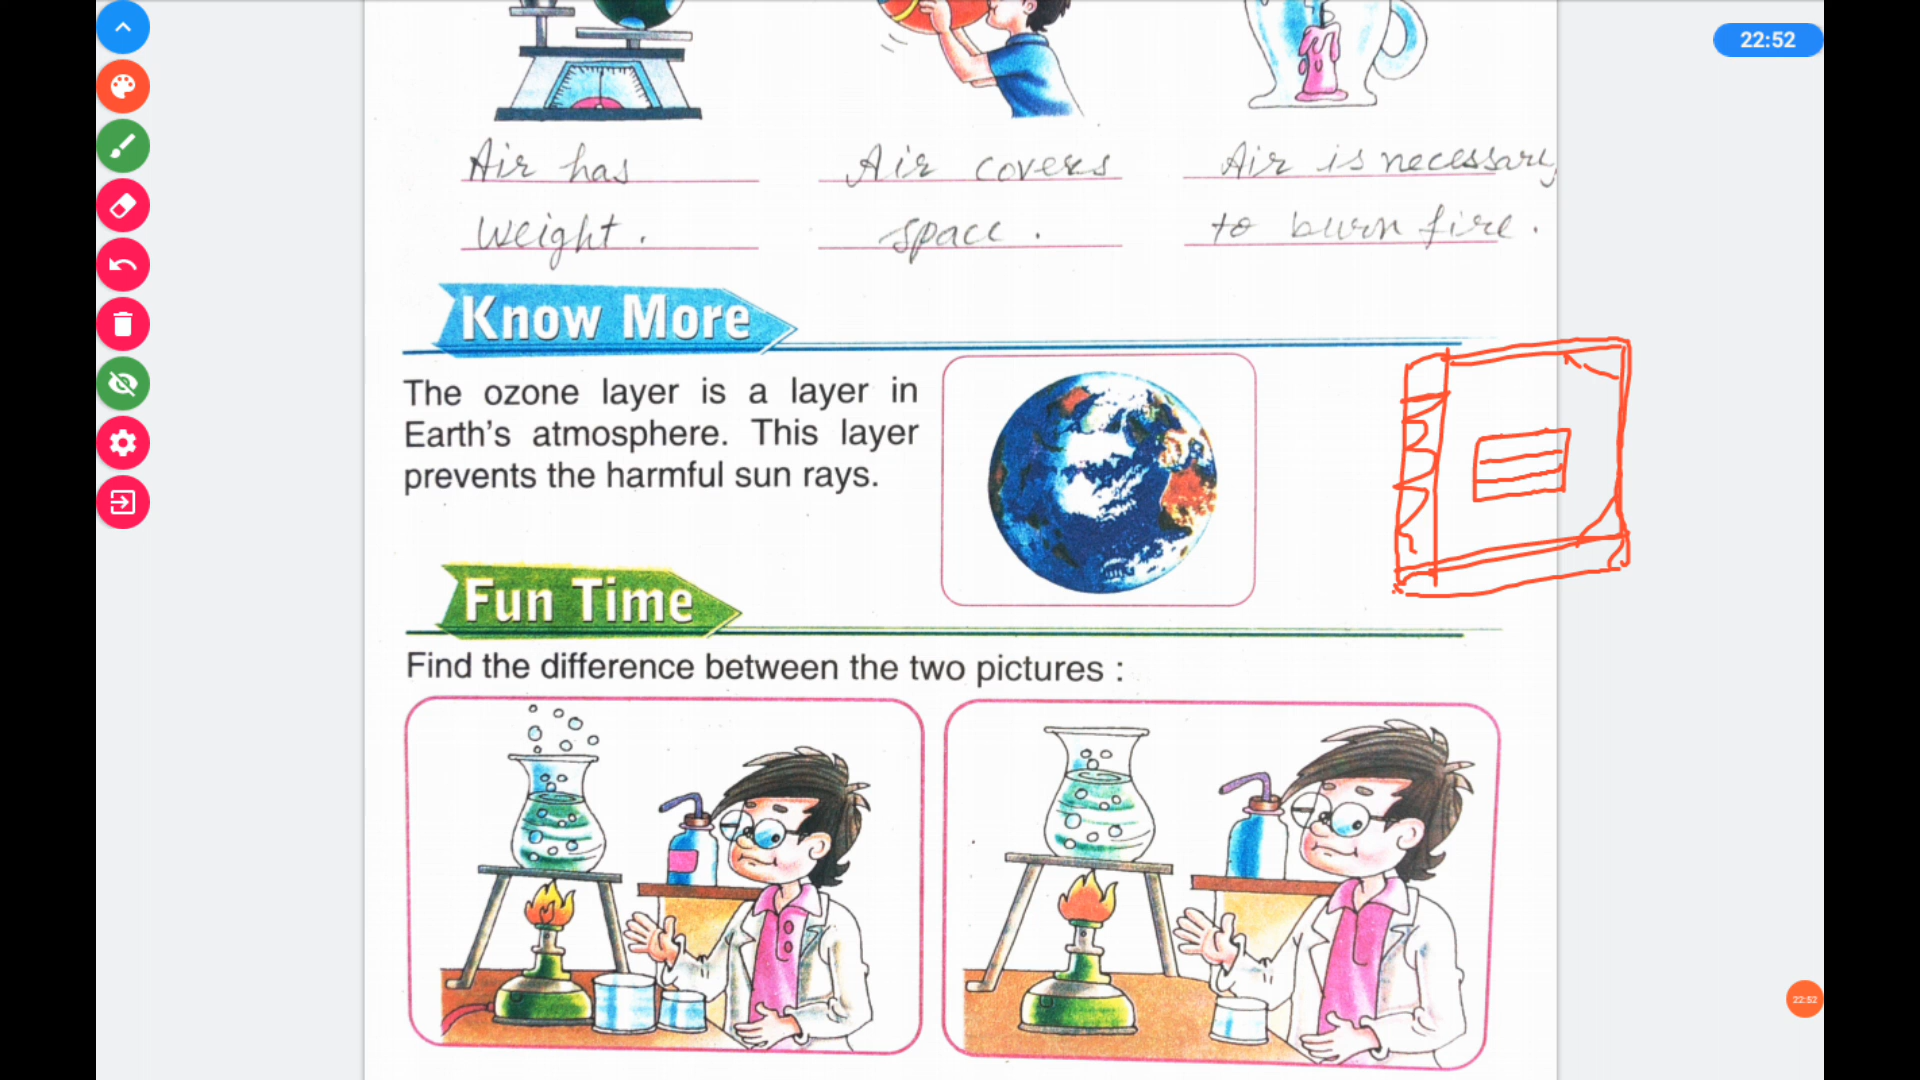 22:52
Air has
weight.
Air covers
space.
Air is necessary
to burn fire.
Know More
The ozone layer is a layer in
Earth's atmosphere. This layer
prevents the harmful sun rays.
Fun Time
Find the difference between the two pictures :
22:52